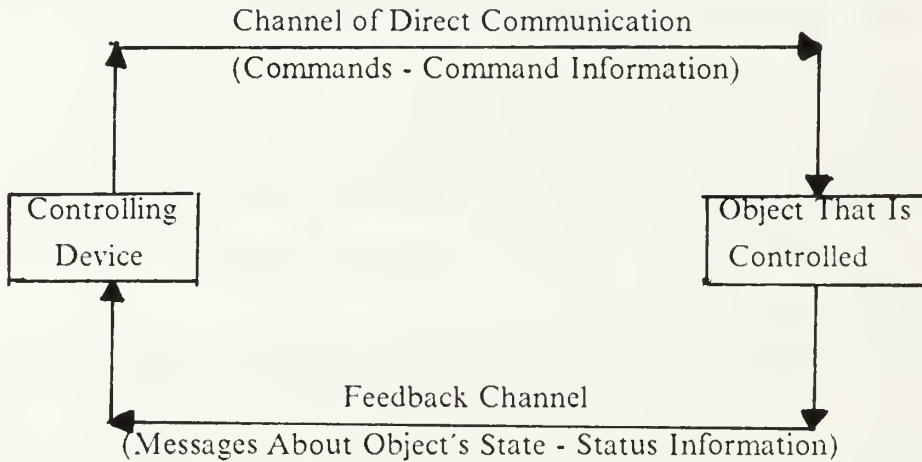 Channel of Direct Communication
(Commands - Command Information)
Controlling
Device
Object That Is
Controlled
Feedback Channel
(Messages About Object's State - Status Information)